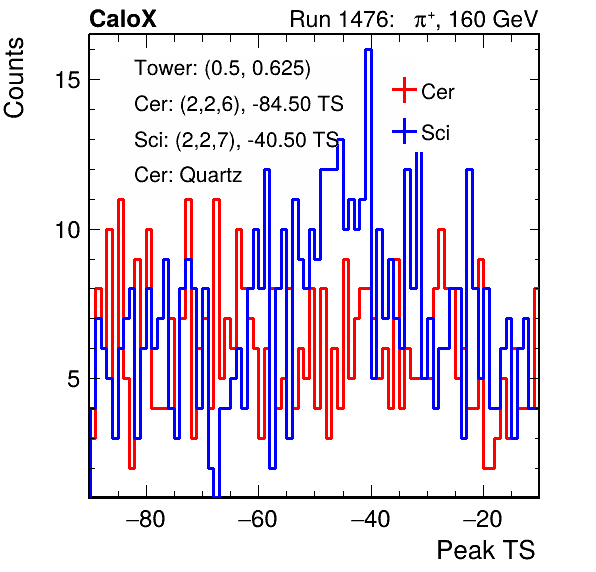 CaloX Run 1476: π⁺, 160 GeV
Counts
Tower: (0.5, 0.625)
Cer: (2,2,6), -84.50 TS
Sci: (2,2,7), -40.50 TS
Cer: Quartz
Cer
Sci
15
10
5
−80 −60 −40 −20
Peak TS